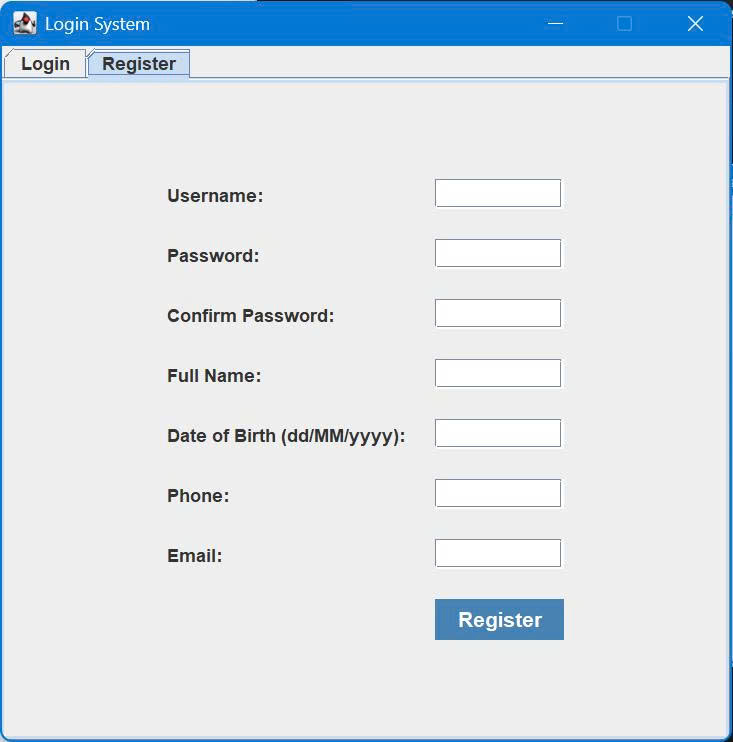 Login System
Login Register
Username:
Password:
Confirm Password:
Full Name:
Date of Birth (dd/MM/yyyy):
Phone:
Email:
Register